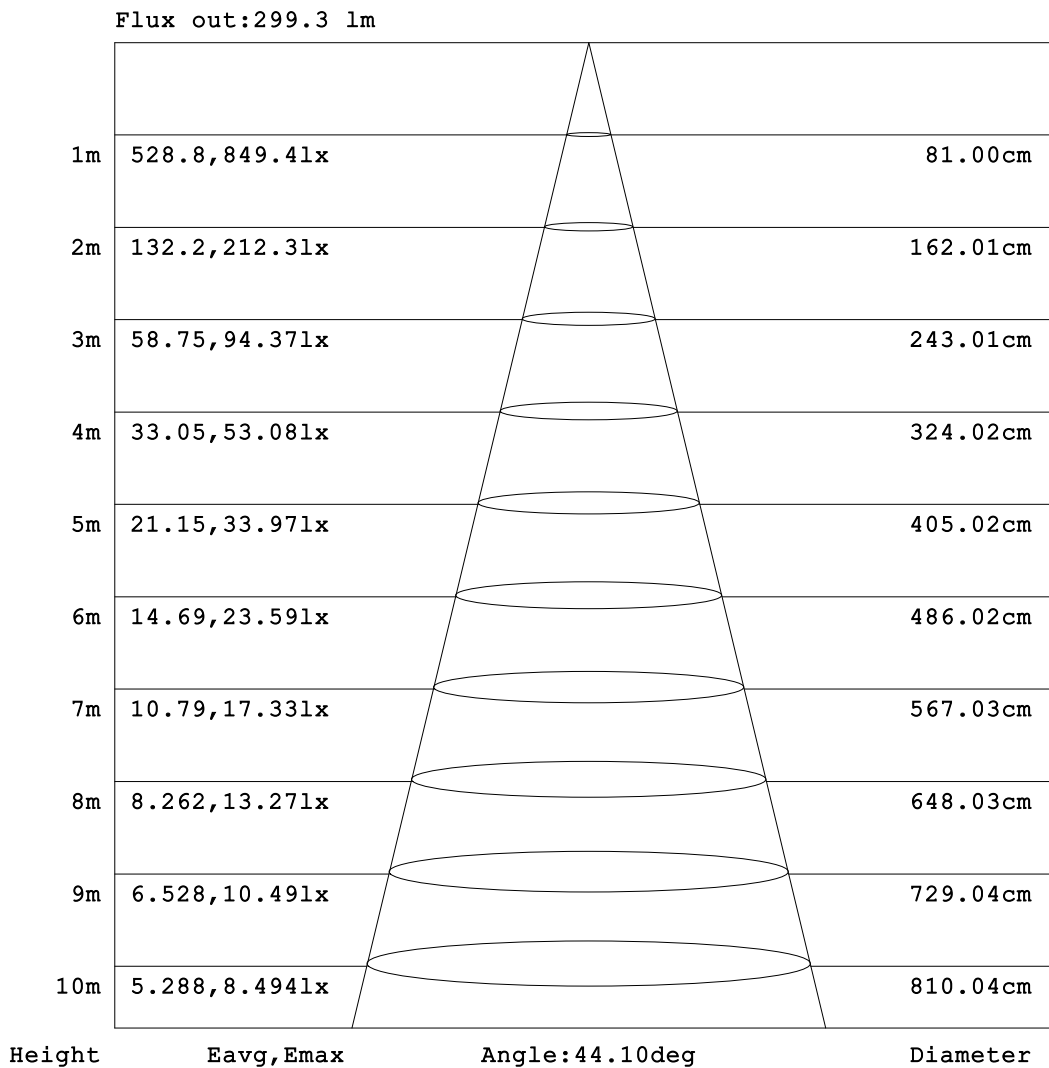 Flux out:299.3 lm
1m 528.8,849.4lx 81.00cm
2m 132.2,212.3lx 162.01cm
3m 58.75,94.37lx 243.01cm
4m 33.05,53.08lx 324.02cm
5m 21.15,33.97lx 405.02cm
6m 14.69,23.59lx 486.02cm
7m 10.79,17.33lx 567.03cm
8m 8.262,13.27lx 648.03cm
9m 6.528,10.49lx 729.04cm
10m 5.288,8.494lx 810.04cm
Height Eavg,Emax Angle:44.10deg Diameter